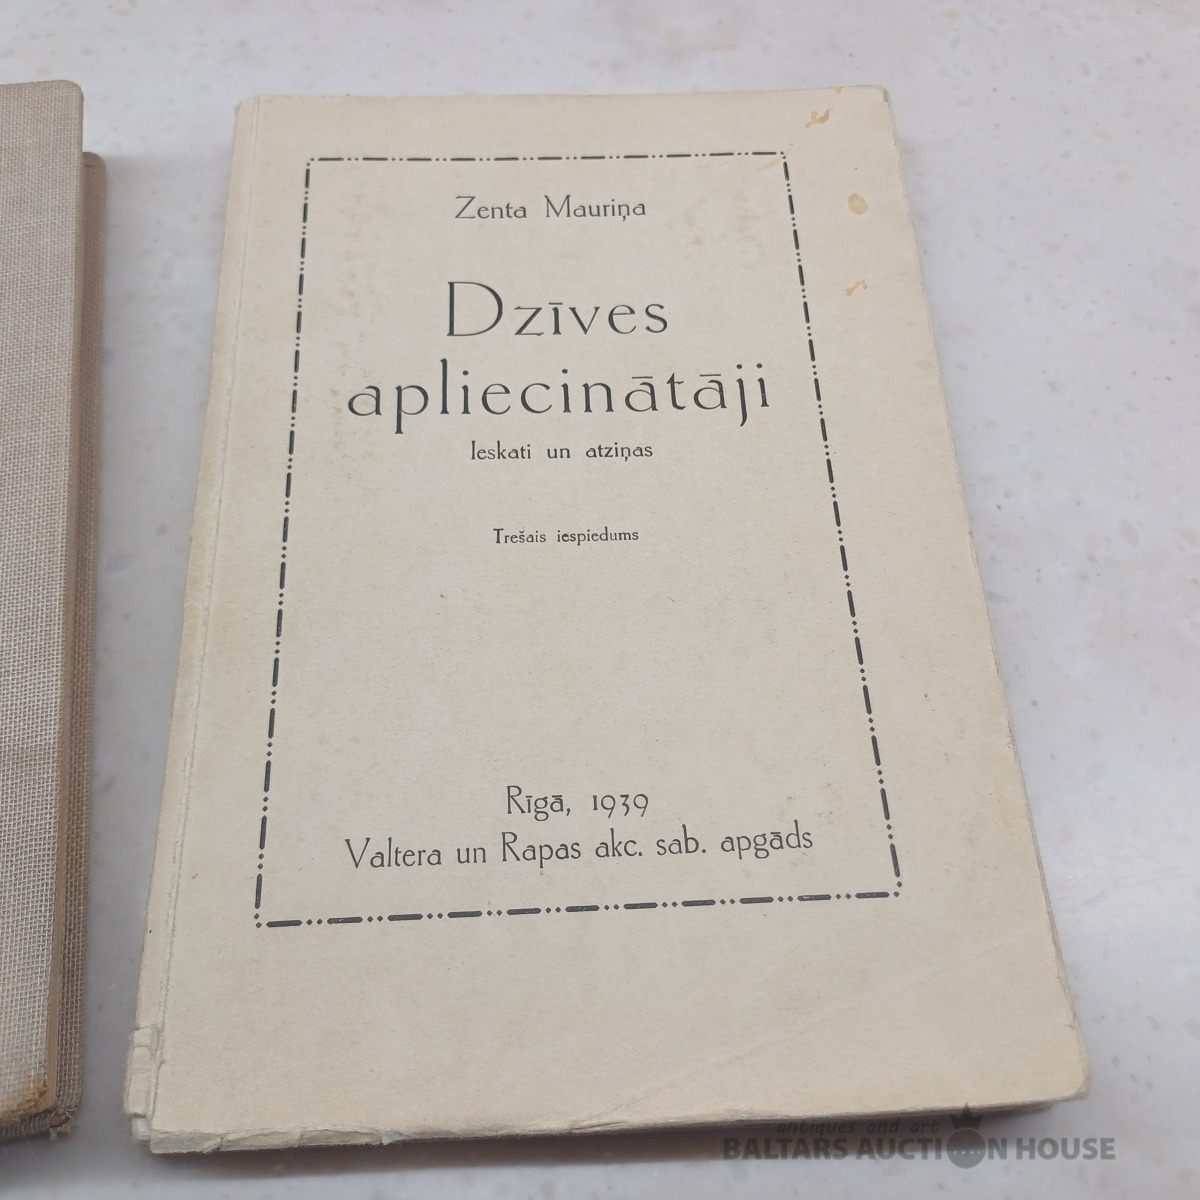 Zenta Mauriņa
Dzīves
apliecinātāji
Ieskati un atziņas
Trešais iespiedums
Rīgā, 1939
Valtera un Rapas akc. sab. apgāds
antiques and art
BALTARS AUCTION HOUSE